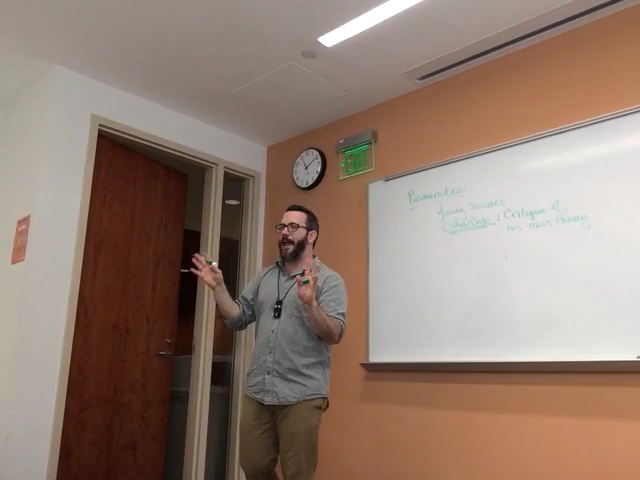 EXIT
Parmenides:
Young Socrates
: Critique of
his own theory